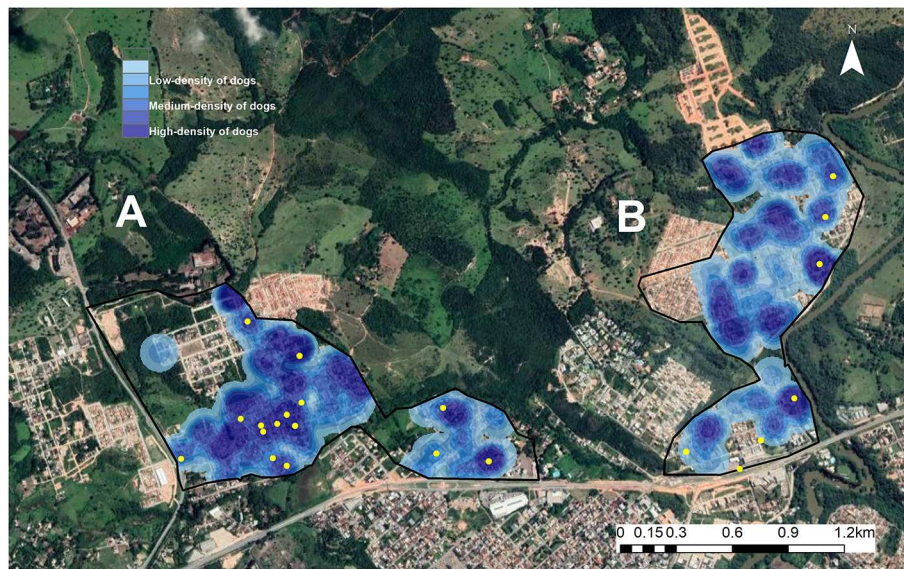 N
Low-density of dogs
Medium-density of dogs
High-density of dogs
A
B
0 0.15 0.3 0.6 0.9 1.2km